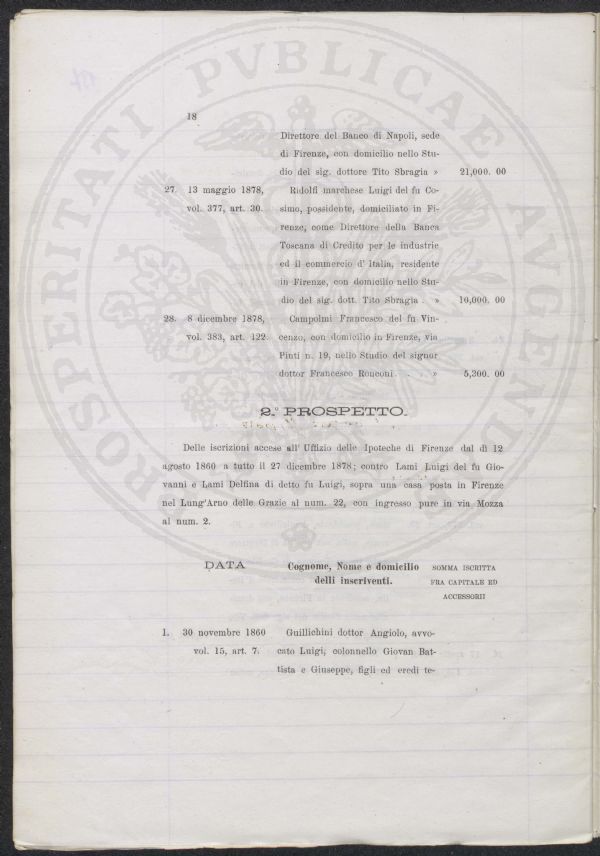 18
Direttore del Banco di Napoli, sede
di Firenze, con domicilio nello Stu-
dio del sig. dottore Tito Sbragia » 21,000. 00
27. 13 maggio 1878, Ridolfi marchese Luigi del fu Co-
vol. 377, art. 30. simo, possidente, domiciliato in Fi-
renze, come Direttore della Banca
Toscana di Credito per le industrie
ed il commercio d' Italia, residente
in Firenze, con domicilio nello Stu-
dio del sig. dott. Tito Sbragia . » 10,000. 00
28. 8 dicembre 1878, Campolmi Francesco del fu Vin-
vol. 383, art. 122. cenzo, con domicilio in Firenze, via
Pinti n. 19, nello Studio del signor
dottor Francesco Ronconi . . » 5,300. 00
2.° PROSPETTO.
Delle iscrizioni accese all' Uffizio delle Ipoteche di Firenze dal dì 12
agosto 1860 a tutto il 27 dicembre 1878; contro Lami Luigi del fu Gio-
vanni e Lami Delfina di detto fu Luigi, sopra una casa posta in Firenze
nel Lung'Arno delle Grazie al num. 22, con ingresso pure in via Mozza
al num. 2.
DATA Cognome, Nome e domicilio SOMMA ISCRITTA
delli inscriventi. FRA CAPITALE ED
ACCESSORII
1. 30 novembre 1860 Guillichini dottor Angiolo, avvo-
vol. 15, art. 7. cato Luigi, colonnello Giovan Bat-
tista e Giuseppe, figli ed eredi te-
PROSPERITATI PVBLICAE AVGENDAE